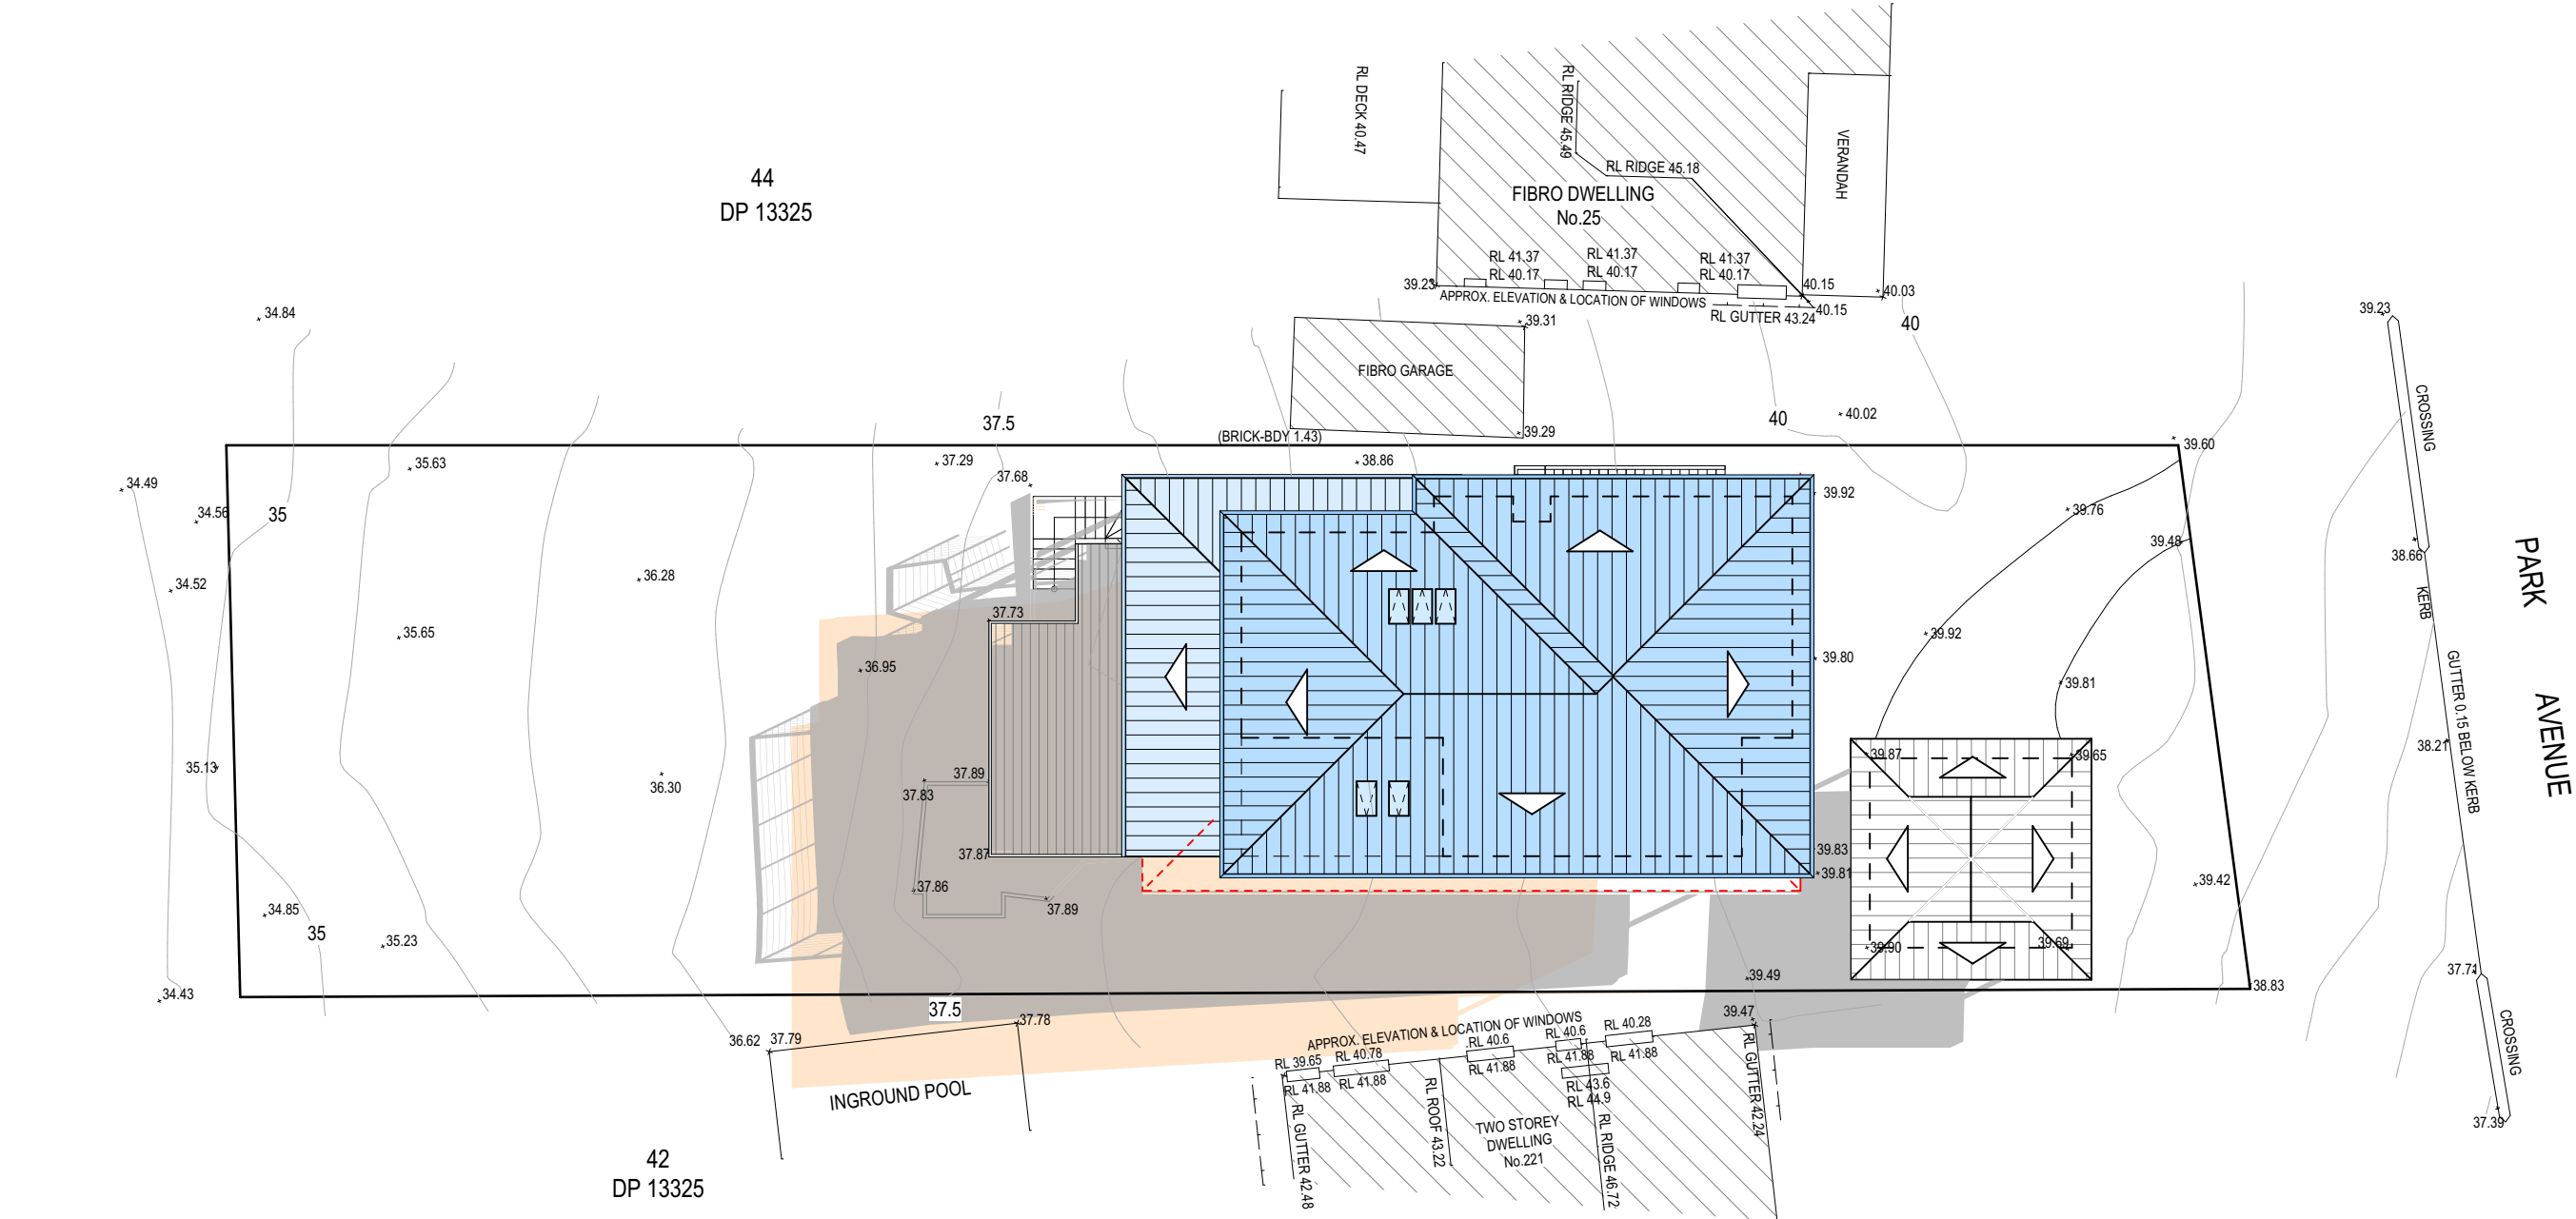 RL DECK 40.47
RL RIDGE 45.49
RL RIDGE 45.18
VERANDAH
44
DP 13325
FIBRO DWELLING
No.25
RL 41.37
RL 40.17
RL 41.37
RL 40.17
RL 41.37
RL 40.17
39.23
APPROX. ELEVATION & LOCATION OF WINDOWS
40.15
40.03
40.15
RL GUTTER 43.24
40
39.31
34.84
39.23
FIBRO GARAGE
CROSSING
37.5
40
40.02
(BRICK-BDY 1.43)
39.29
39.60
35.63
37.29
37.68
38.86
34.49
39.92
34.56
35
39.76
39.48
38.66
PARK
34.52
36.28
KERB
37.73
35.65
39.92
36.95
39.80
39.81
GUTTER 0.15 BELOW KERB
AVENUE
35.13
37.89
39.87
39.65
38.21
36.30
37.83
37.87
39.83
39.81
37.86
39.42
34.85
37.89
35
35.23
39.90
39.69
39.49
37.71
34.43
38.83
37.5
37.78
39.47
36.62
37.79
APPROX. ELEVATION & LOCATION OF WINDOWS
RL 39.65
RL 40.78
RL 40.6
RL 40.6
RL 40.28
RL 41.88
RL 41.88
RL 41.88
RL 41.88
RL 41.88
RL 43.6
RL 44.9
RL GUTTER 42.24
CROSSING
INGROUND POOL
RL GUTTER 42.48
RL ROOF 43.22
TWO STOREY
DWELLING
No.221
RL RIDGE 46.72
37.39
42
DP 13325